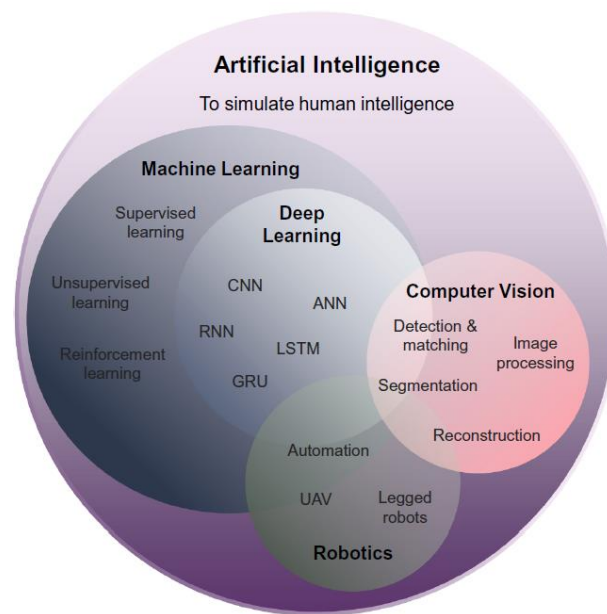 Artificial Intelligence
To simulate human intelligence
Machine Learning
Supervised
learning
Unsupervised
learning
Reinforcement
learning
Deep
Learning
CNN
ANN
RNN
LSTM
GRU
Computer Vision
Detection &
matching
Image
processing
Segmentation
Reconstruction
Automation
UAV
Legged
robots
Robotics